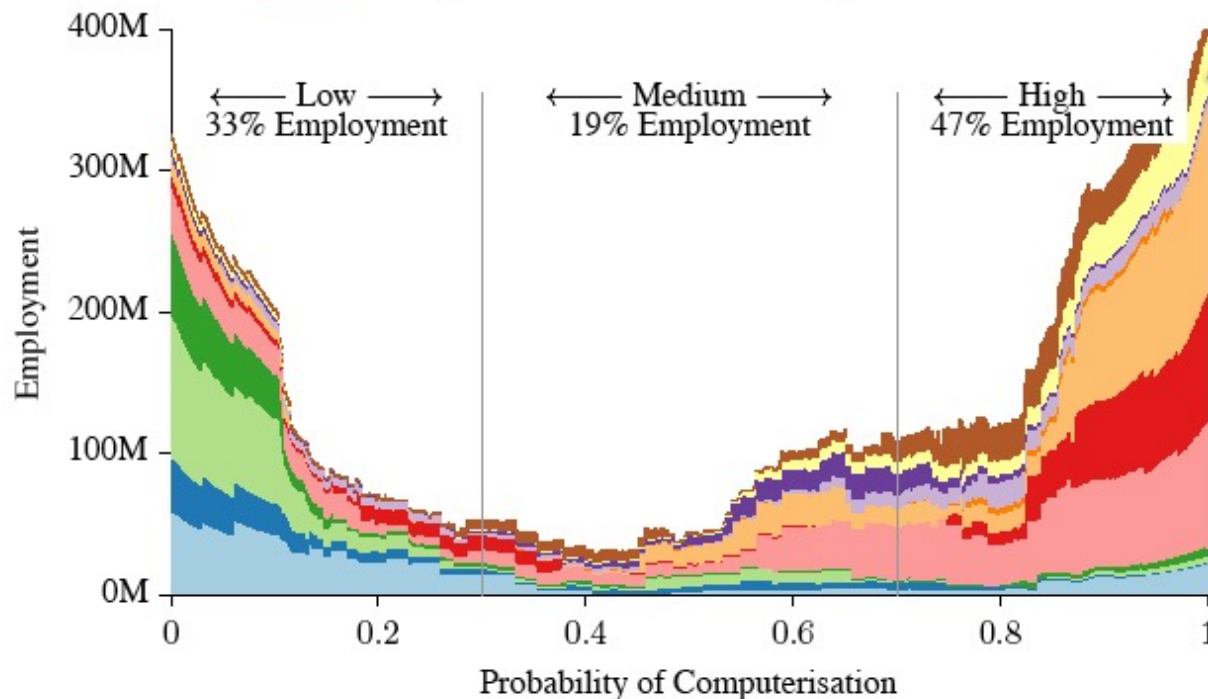 400M
← Low →
← Medium →
← High →
33% Employment
19% Employment
47% Employment
300M
200M
100M
0M
Employment
0
0.2
0.4
0.6
0.8
1
Probability of Computerisation